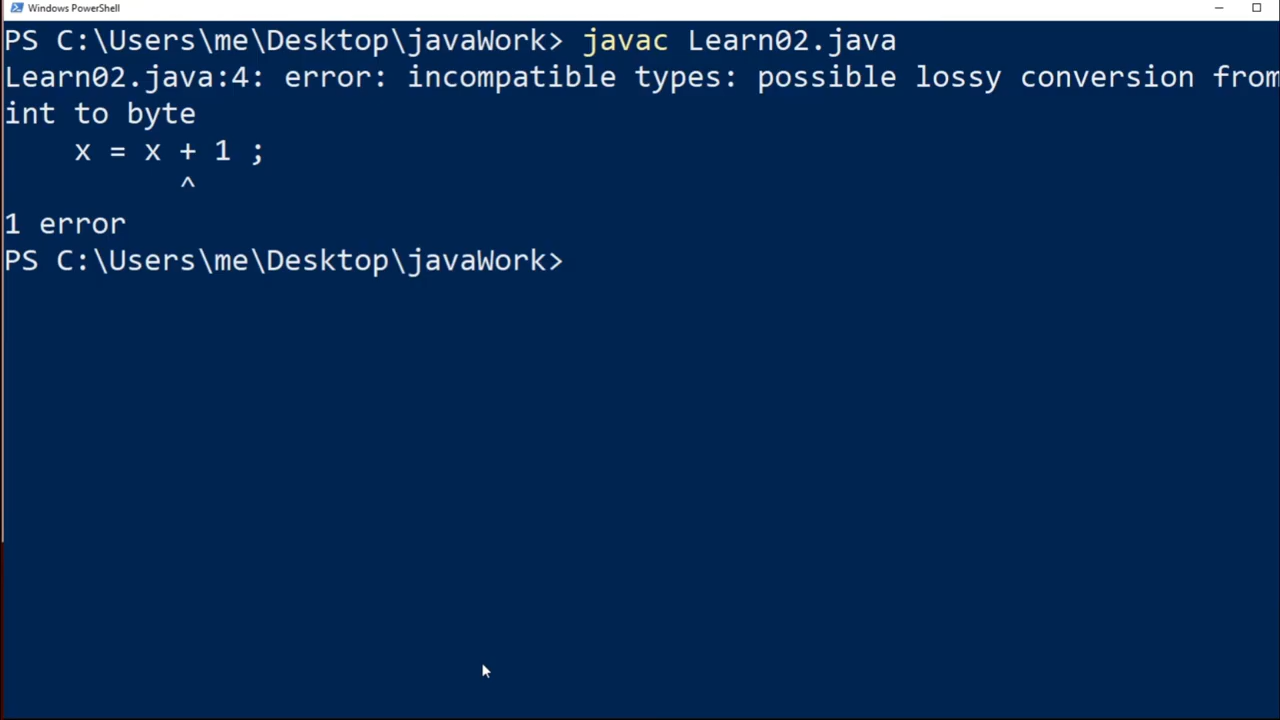 Windows PowerShell
PS C:\Users\me\Desktop\javaWork> javac Learn02.java
Learn02.java:4: error: incompatible types: possible lossy conversion from
int to byte
x = x + 1 ;
^
1 error
PS C:\Users\me\Desktop\javaWork>